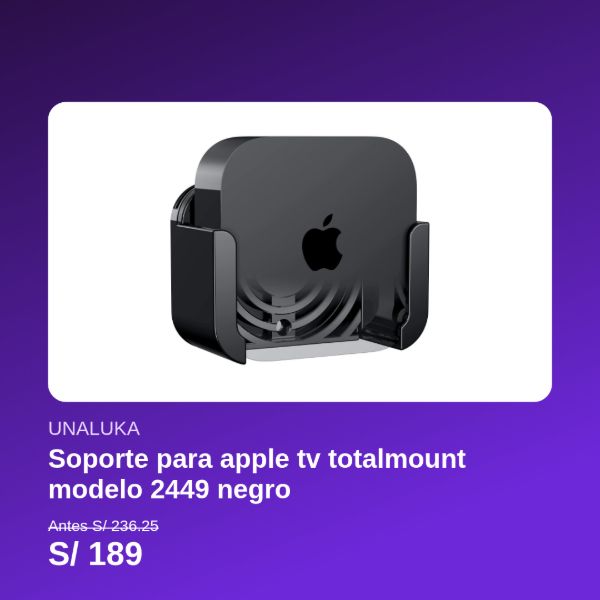 UNALUKA
Soporte para apple tv totalmount
modelo 2449 negro
Antes S/ 236.25
S/ 189